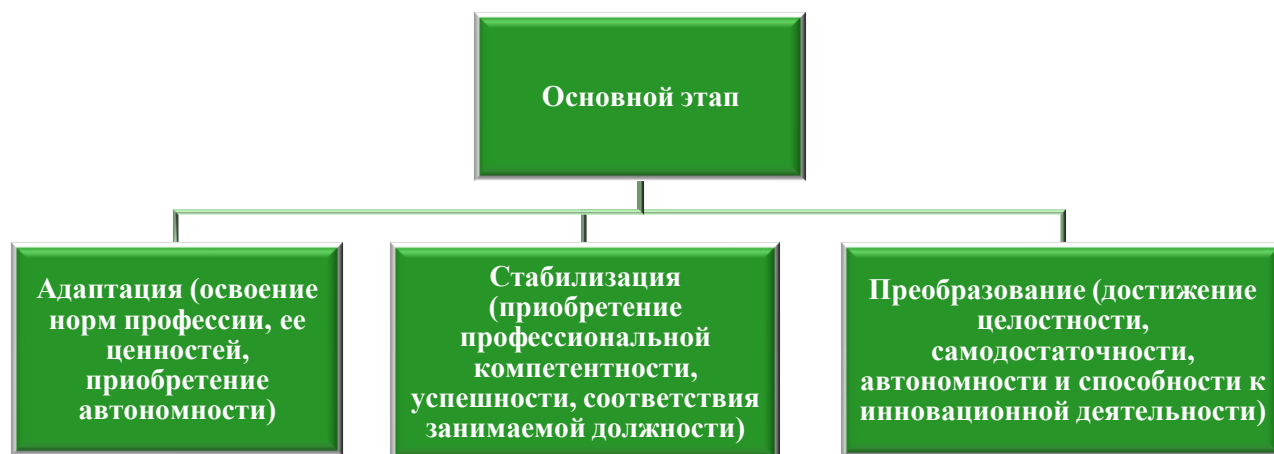 Основной этап
Адаптация (освоение
норм профессии, ее
ценностей,
приобретение
автономности)
Стабилизация
(приобретение
профессиональной
компетентности,
успешности, соответствия
занимаемой должности)
Преобразование (достижение
целостности,
самодостаточности,
автономности и способности к
инновационной деятельности)